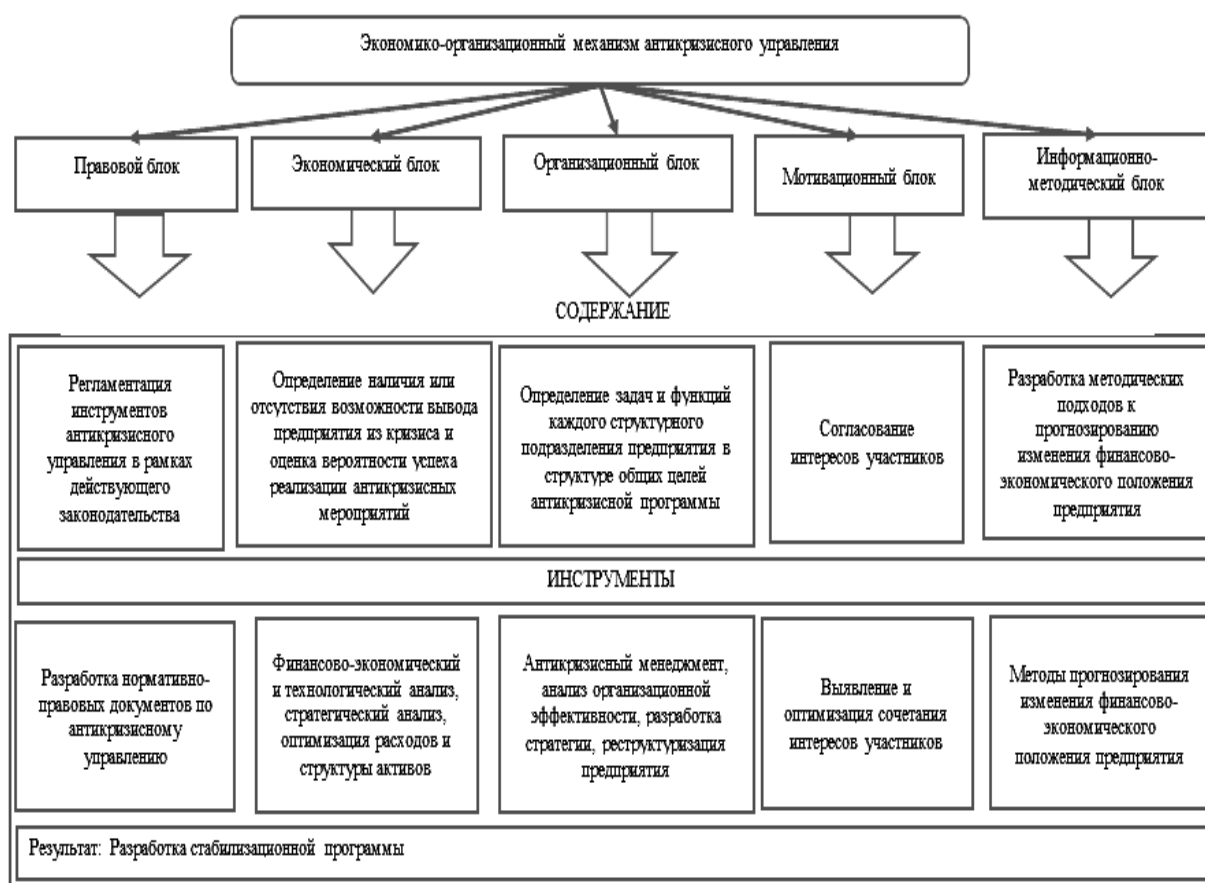 Экономико-организационный механизм антикризисного управления
Правовой блок
Экономический блок
Организационный блок
Мотивационный блок
Информационно-
методический блок
СОДЕРЖАНИЕ
Регламентация
инструментов
антикризисного
управления в рамках
действующего
законодательства
Определение наличия или
отсутствия возможности вывода
предприятия из кризиса и
оценка вероятности успеха
реализации антикризисных
мероприятий
Определение задач и функций
каждого структурного
подразделения предприятия в
структуре общих целей
антикризисной программы
Согласование
интересов участников
Разработка методических
подходов к
прогнозированию
изменения финансово-
экономического положения
предприятия
ИНСТРУМЕНТЫ
Разработка нормативно-
правовых документов по
антикризисному
управлению
Финансово-экономический
и технологический анализ,
стратегический анализ,
оптимизация расходов и
структуры активов
Антикризисный менеджмент,
анализ организационной
эффективности, разработка
стратегии, реструктуризация
предприятия
Выявление и
оптимизация сочетания
интересов участников
Методы прогнозирования
изменения финансово-
экономического
положения предприятия
Результат: Разработка стабилизационной программы